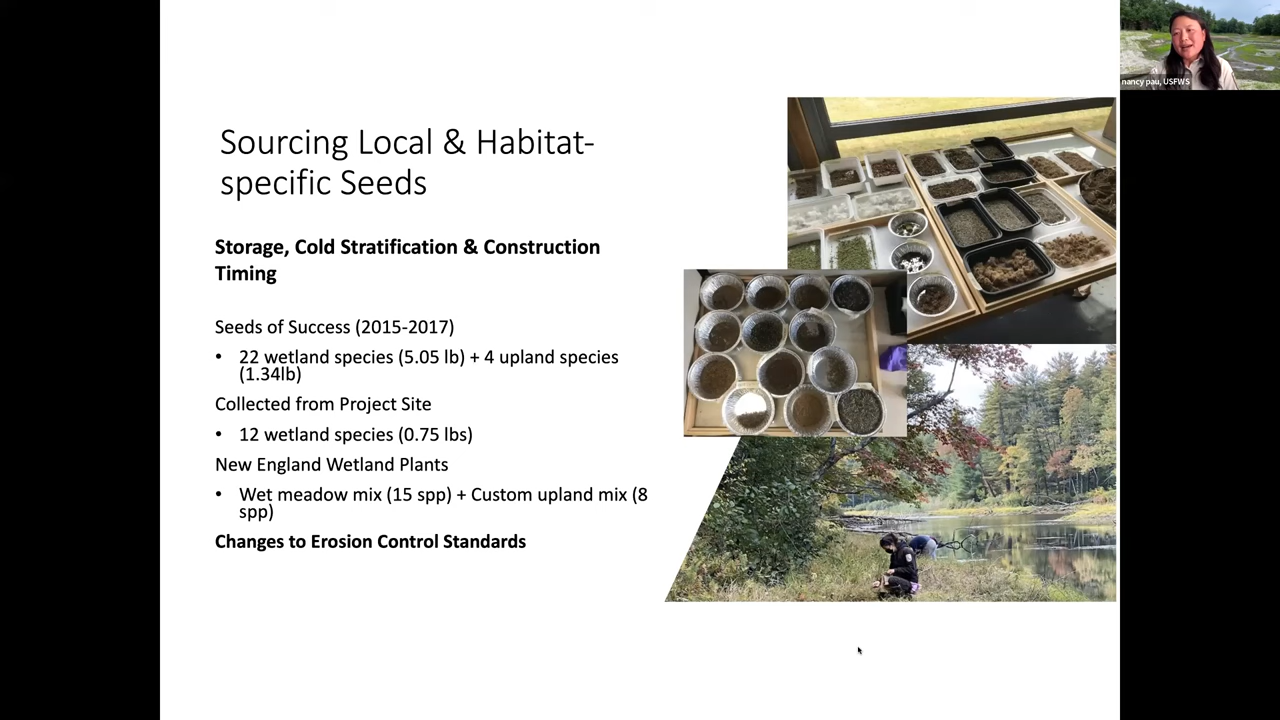 nancy pau, USFWS
Sourcing Local & Habitat-
specific Seeds
Storage, Cold Stratification & Construction
Timing
Seeds of Success (2015-2017)
• 22 wetland species (5.05 lb) + 4 upland species
(1.34lb)
Collected from Project Site
• 12 wetland species (0.75 lbs)
New England Wetland Plants
• Wet meadow mix (15 spp) + Custom upland mix (8
spp)
Changes to Erosion Control Standards